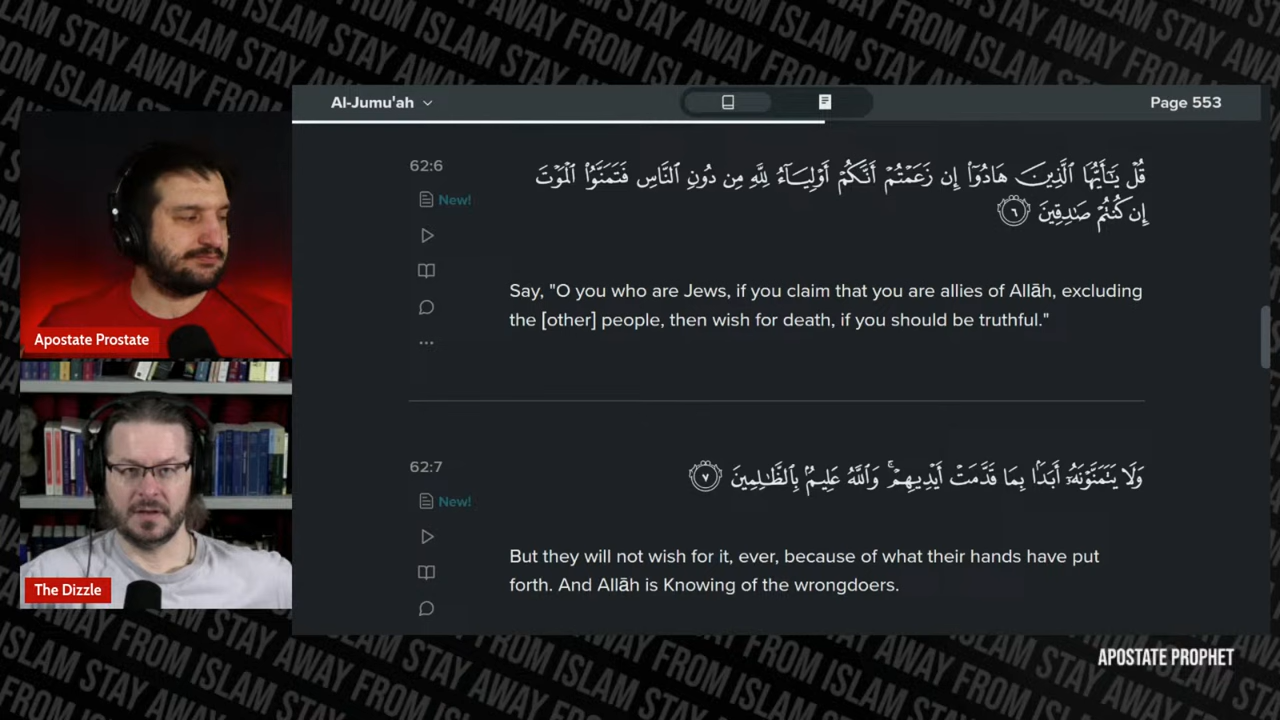 Al-Jumu'ah
Page 553
62:6
New!
قُلْ يَـٰٓأَيُّهَا ٱلَّذِينَ هَادُوٓا۟ إِن زَعَمْتُمْ أَنَّكُمْ أَوْلِيَآءُ لِلَّهِ مِن دُونِ ٱلنَّاسِ فَتَمَنَّوُا۟ ٱلْمَوْتَ
إِن كُنتُمْ صَـٰدِقِينَ ٦
Say, "O you who are Jews, if you claim that you are allies of Allāh, excluding
the [other] people, then wish for death, if you should be truthful."
62:7
New!
وَلَا يَتَمَنَّوْنَهُۥٓ أَبَدًۢا بِمَا قَدَّمَتْ أَيْدِيهِمْ ۚ وَٱللَّهُ عَلِيمٌۢ بِٱلظَّـٰلِمِينَ ٧
But they will not wish for it, ever, because of what their hands have put
forth. And Allāh is Knowing of the wrongdoers.
Apostate Prostate
The Dizzle
APOSTATE PROPHET
STAY AWAY FROM ISLAM